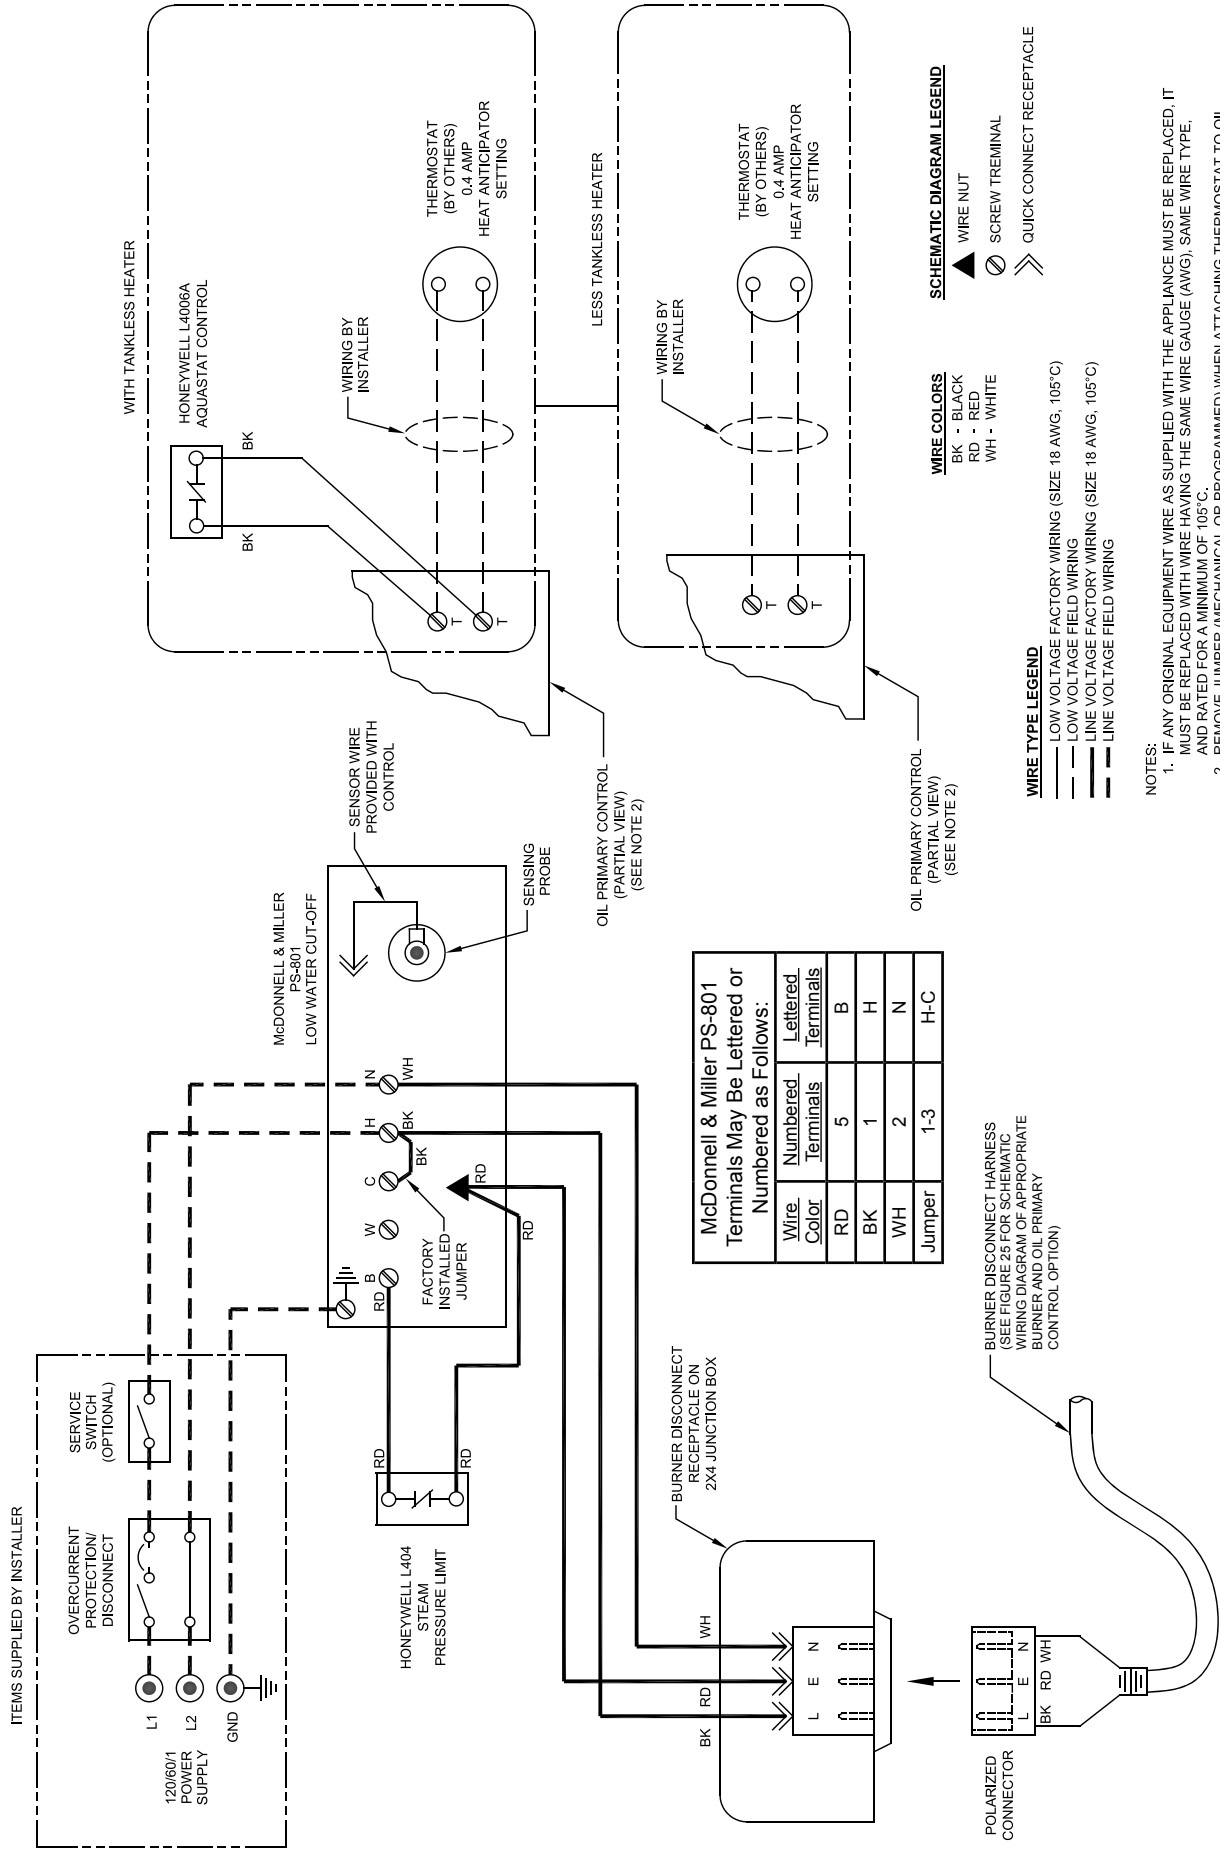 ITEMS SUPPLIED BY INSTALLER
OVERCURRENT
PROTECTION/
DISCONNECT
SERVICE
SWITCH
(OPTIONAL)
L1
L2
GND
120/60/1
POWER
SUPPLY
McDONNELL & MILLER
PS-801
LOW WATER CUT-OFF
SENSOR WIRE
PROVIDED WITH
CONTROL
SENSING
PROBE
B
W
C
H
N
RD
BK
BK
WH
RD
RD
FACTORY
INSTALLED
JUMPER
RD
RD
HONEYWELL L404
STEAM
PRESSURE LIMIT
WITH TANKLESS HEATER
HONEYWELL L4006A
AQUASTAT CONTROL
BK
BK
WIRING BY
INSTALLER
THERMOSTAT
(BY OTHERS)
0.4 AMP
HEAT ANTICIPATOR
SETTING
T
T
OIL PRIMARY CONTROL
(PARTIAL VIEW)
(SEE NOTE 2)
LESS TANKLESS HEATER
WIRING BY
INSTALLER
THERMOSTAT
(BY OTHERS)
0.4 AMP
HEAT ANTICIPATOR
SETTING
T
T
OIL PRIMARY CONTROL
(PARTIAL VIEW)
(SEE NOTE 2)
BURNER DISCONNECT
RECEPTACLE ON
2X4 JUNCTION BOX
BK
RD
WH
L
E
N
POLARIZED
CONNECTOR
L
E
N
BK
RD
WH
BURNER DISCONNECT HARNESS
(SEE FIGURE 25 FOR SCHEMATIC
WIRING DIAGRAM OF APPROPRIATE
BURNER AND OIL PRIMARY
CONTROL OPTION)
McDonnell & Miller PS-801
Terminals May Be Lettered or
Numbered as Follows:
Wire Color Numbered Terminals Lettered Terminals
RD 5 B
BK 1 H
WH 2 N
Jumper 1-3 H-C
WIRE COLORS
BK - BLACK
RD - RED
WH - WHITE
SCHEMATIC DIAGRAM LEGEND
WIRE NUT
SCREW TREMINAL
QUICK CONNECT RECEPTACLE
WIRE TYPE LEGEND
LOW VOLTAGE FACTORY WIRING (SIZE 18 AWG, 105°C)
LOW VOLTAGE FIELD WIRING
LINE VOLTAGE FACTORY WIRING (SIZE 18 AWG, 105°C)
LINE VOLTAGE FIELD WIRING
NOTES:
1. IF ANY ORIGINAL EQUIPMENT WIRE AS SUPPLIED WITH THE APPLIANCE MUST BE REPLACED, IT
MUST BE REPLACED WITH WIRE HAVING THE SAME WIRE GAUGE (AWG), SAME WIRE TYPE,
AND RATED FOR A MINIMUM OF 105°C.
2. REMOVE JUMPER (MECHANICAL OR PROGRAMMED) WHEN ATTACHING THERMOSTAT TO OIL